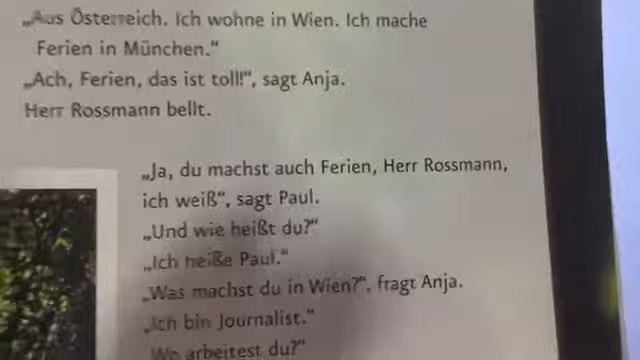 „Aus Österreich. Ich wohne in Wien. Ich mache
Ferien in München.“
„Ach, Ferien, das ist toll!“, sagt Anja.
Herr Rossmann bellt.
„Ja, du machst auch Ferien, Herr Rossmann,
ich weiß“, sagt Paul.
„Und wie heißt du?“
„Ich heiße Paul.“
„Was machst du in Wien?“, fragt Anja.
„Ich bin Journalist.“
„Wo arbeitest du?“